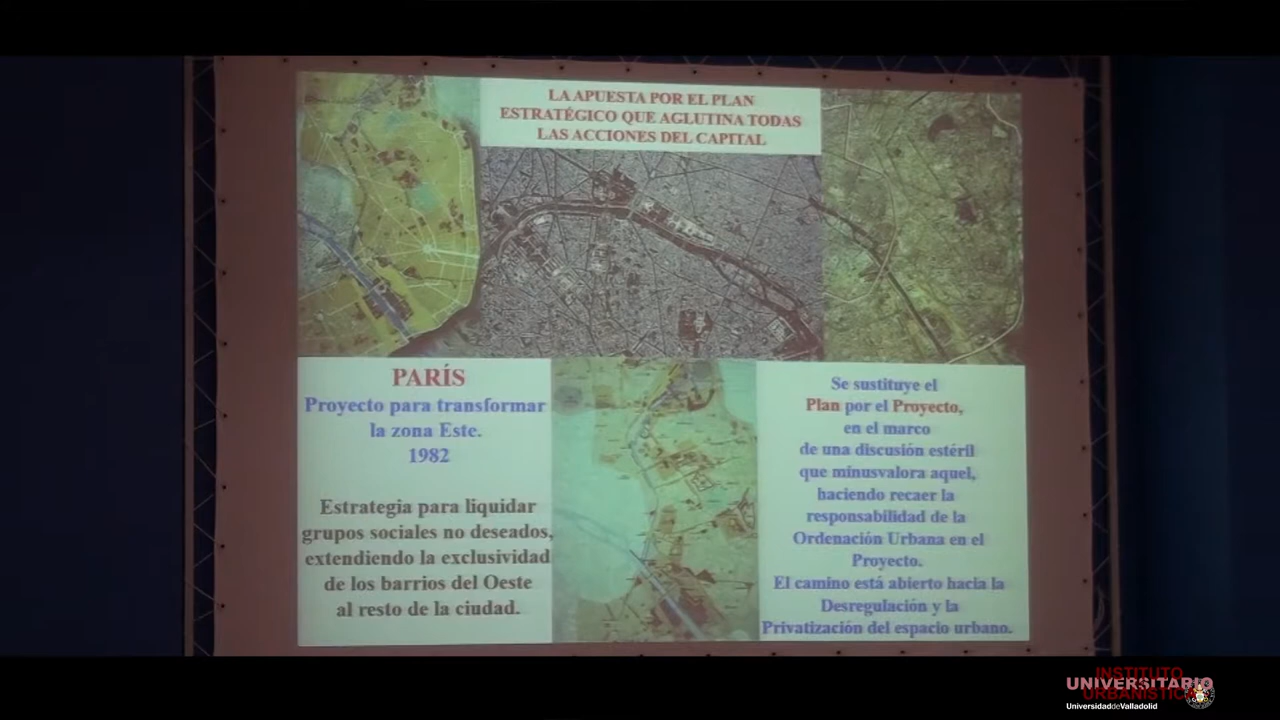 LA APUESTA POR EL PLAN
ESTRATÉGICO QUE AGLUTINA TODAS
LAS ACCIONES DEL CAPITAL
PARÍS
Proyecto para transformar
la zona Este.
1982
Estrategia para liquidar
grupos sociales no deseados,
extendiendo la exclusividad
de los barrios del Oeste
al resto de la ciudad.
Se sustituye el
Plan por el Proyecto,
en el marco
de una discusión estéril
que minusvalora aquel,
haciendo recaer la
responsabilidad de la
Ordenación Urbana en el
Proyecto.
El camino está abierto hacia la
Desregulación y la
Privatización del espacio urbano.
INSTITUTO
UNIVERSITARIO
URBANÍSTICA
UniversidaddeValladolid